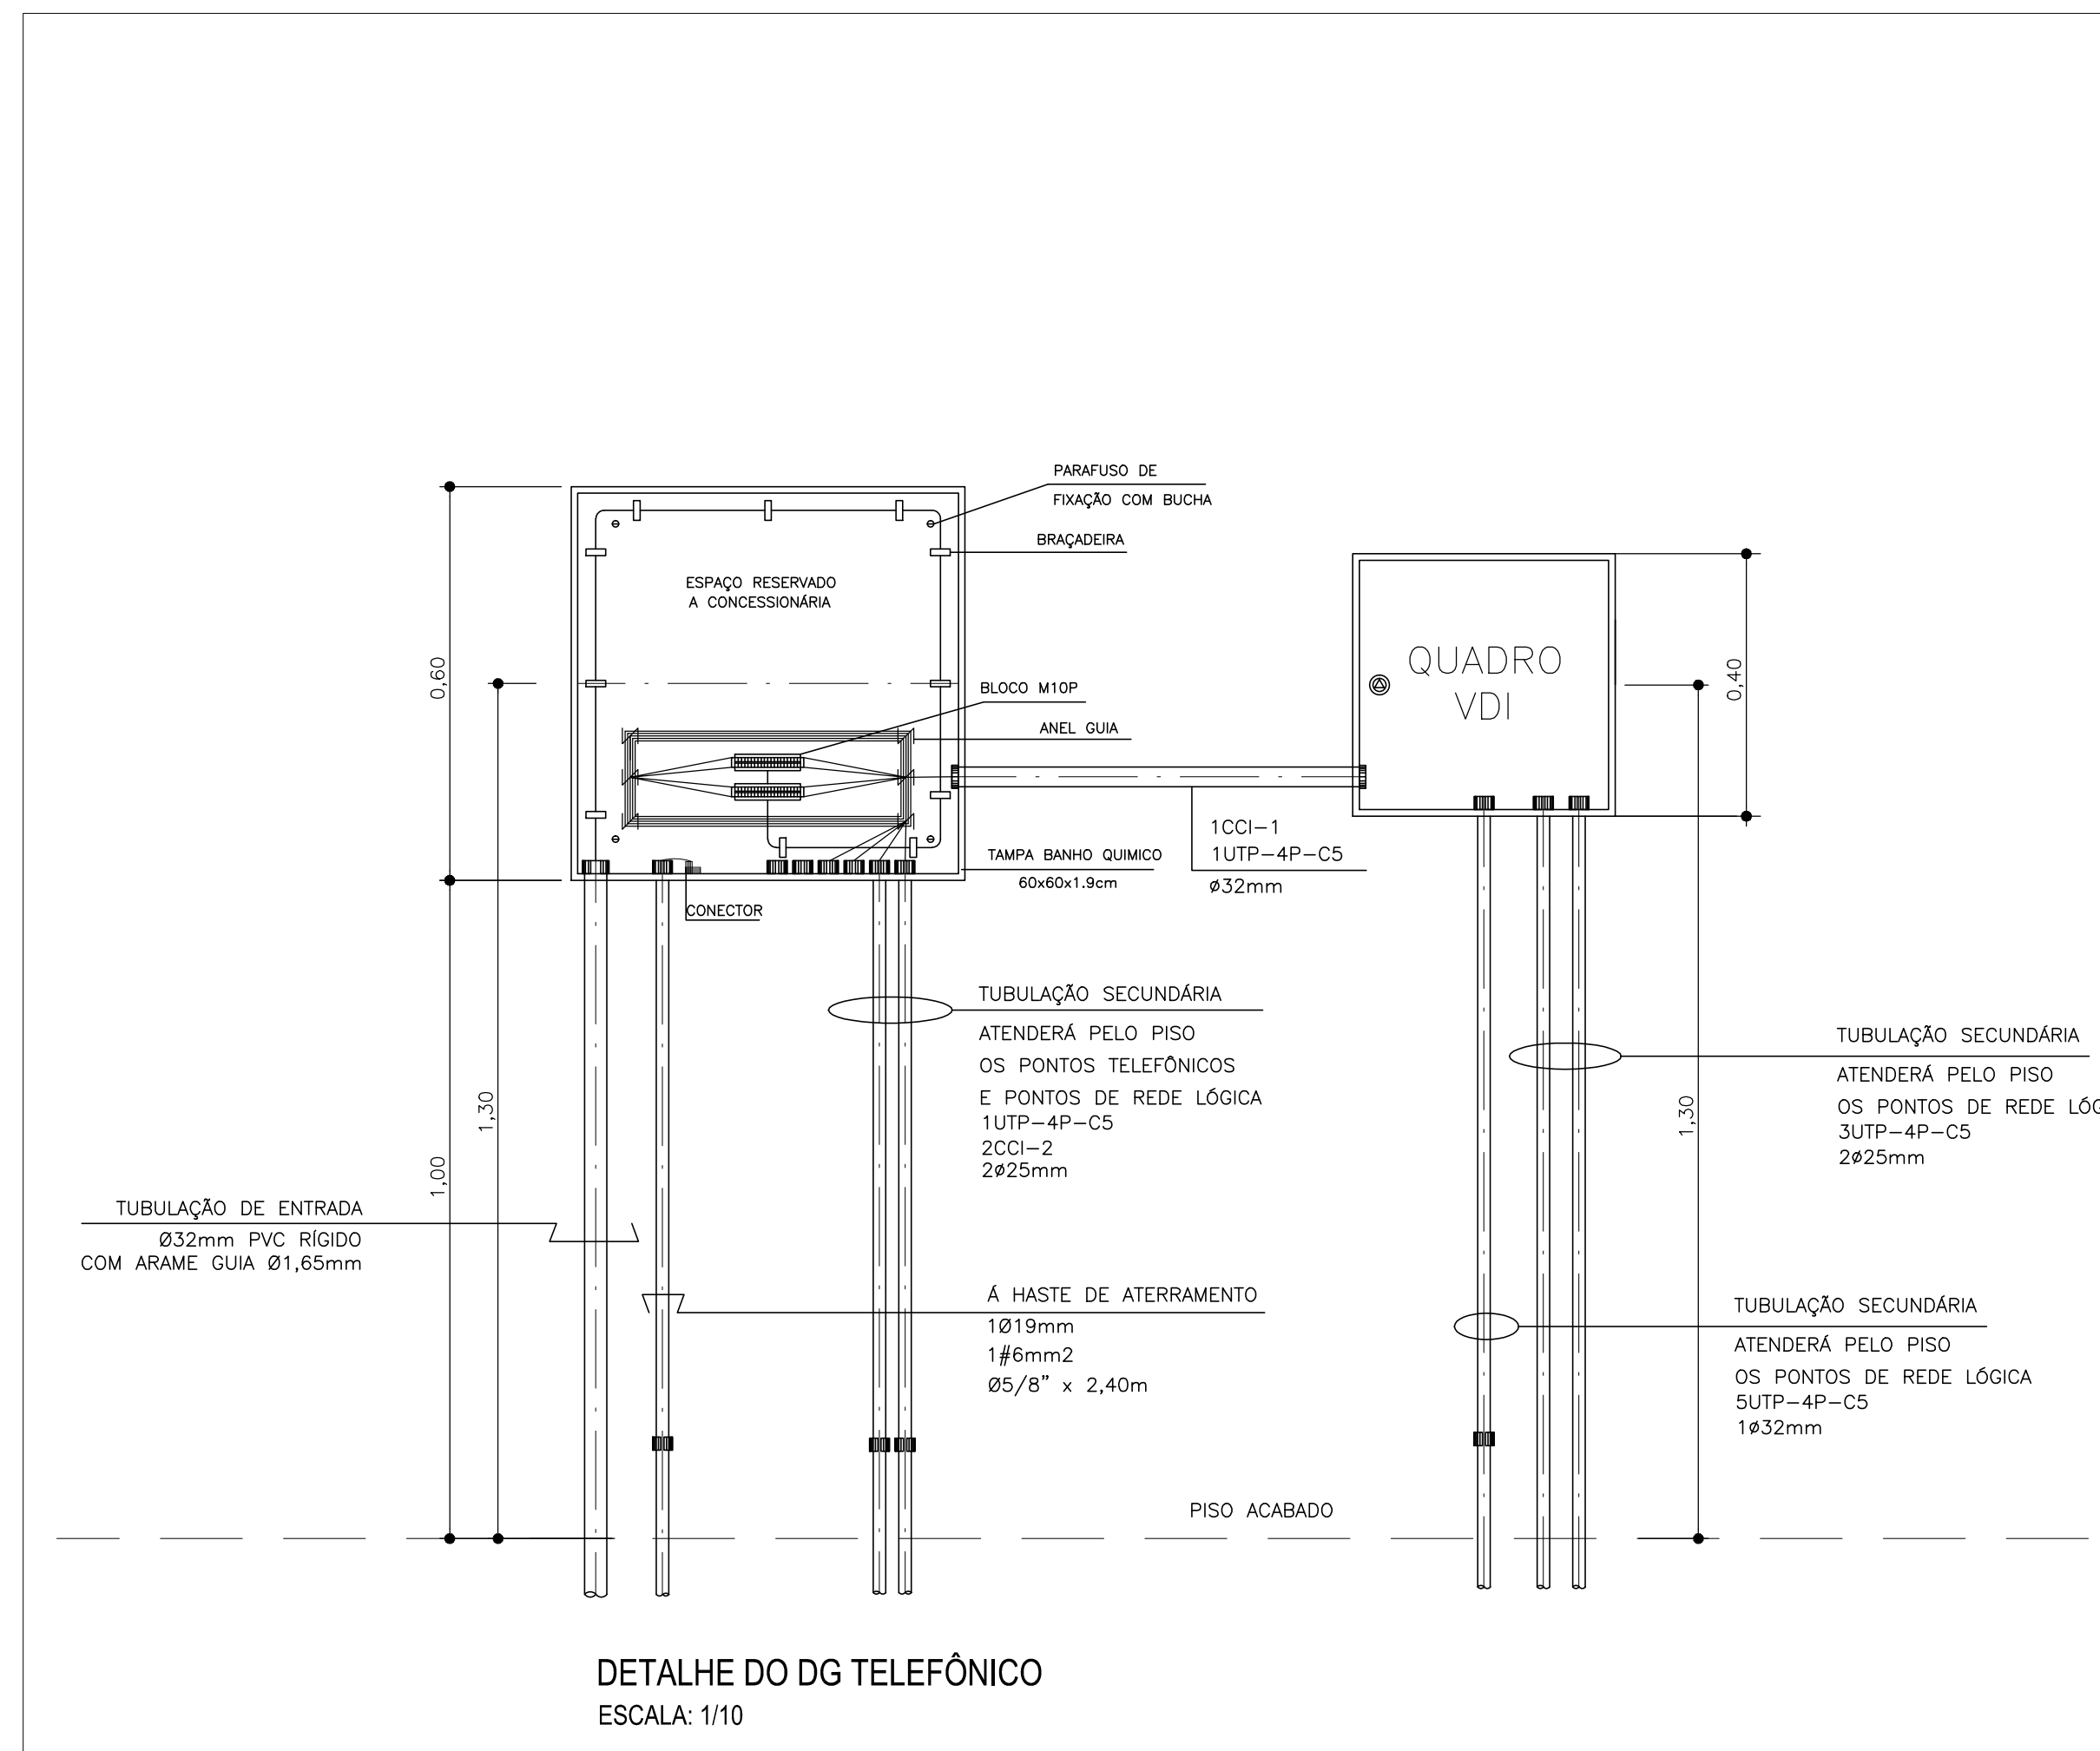 PARAFUSO DE
FIXAÇÃO COM BUCHA
BRAÇADEIRA
ESPAÇO RESERVADO
A CONCESSIONÁRIA
0,60
BLOCO M10P
ANEL GUIA
QUADRO
VDI
0,40
1CCI-1
1UTP-4P-C5
ø32mm
TAMPA BANHO QUIMICO
60x60x1.9cm
CONECTOR
TUBULAÇÃO SECUNDÁRIA
ATENDERÁ PELO PISO
OS PONTOS TELEFÔNICOS
E PONTOS DE REDE LÓGICA
1UTP-4P-C5
2CCI-2
2ø25mm
TUBULAÇÃO SECUNDÁRIA
ATENDERÁ PELO PISO
OS PONTOS DE REDE LÓG
3UTP-4P-C5
2ø25mm
1,30
1,00
1,30
TUBULAÇÃO DE ENTRADA
Ø32mm PVC RÍGIDO
COM ARAME GUIA Ø1,65mm
Á HASTE DE ATERRAMENTO
1Ø19mm
1#6mm2
Ø5/8" x 2,40m
TUBULAÇÃO SECUNDÁRIA
ATENDERÁ PELO PISO
OS PONTOS DE REDE LÓGICA
5UTP-4P-C5
1ø32mm
PISO ACABADO
DETALHE DO DG TELEFÔNICO
ESCALA: 1/10